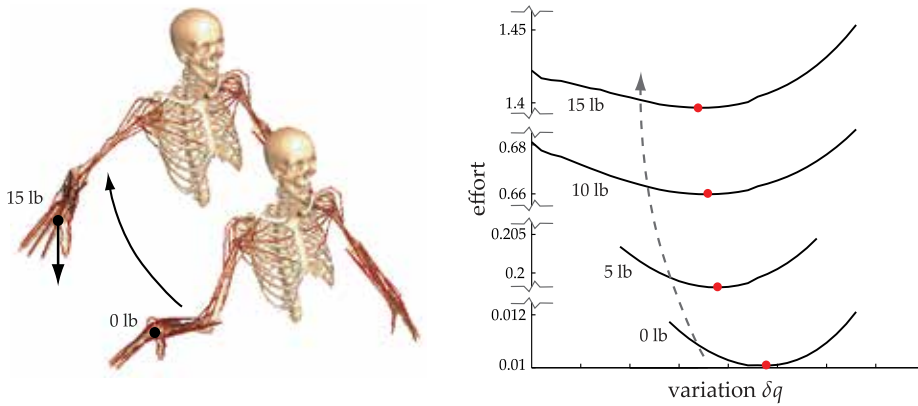 15 lb
0 lb
effort
1.45
1.4
15 lb
0.68
0.66
10 lb
0.205
0.2
5 lb
0.012
0.01
0 lb
variation δq